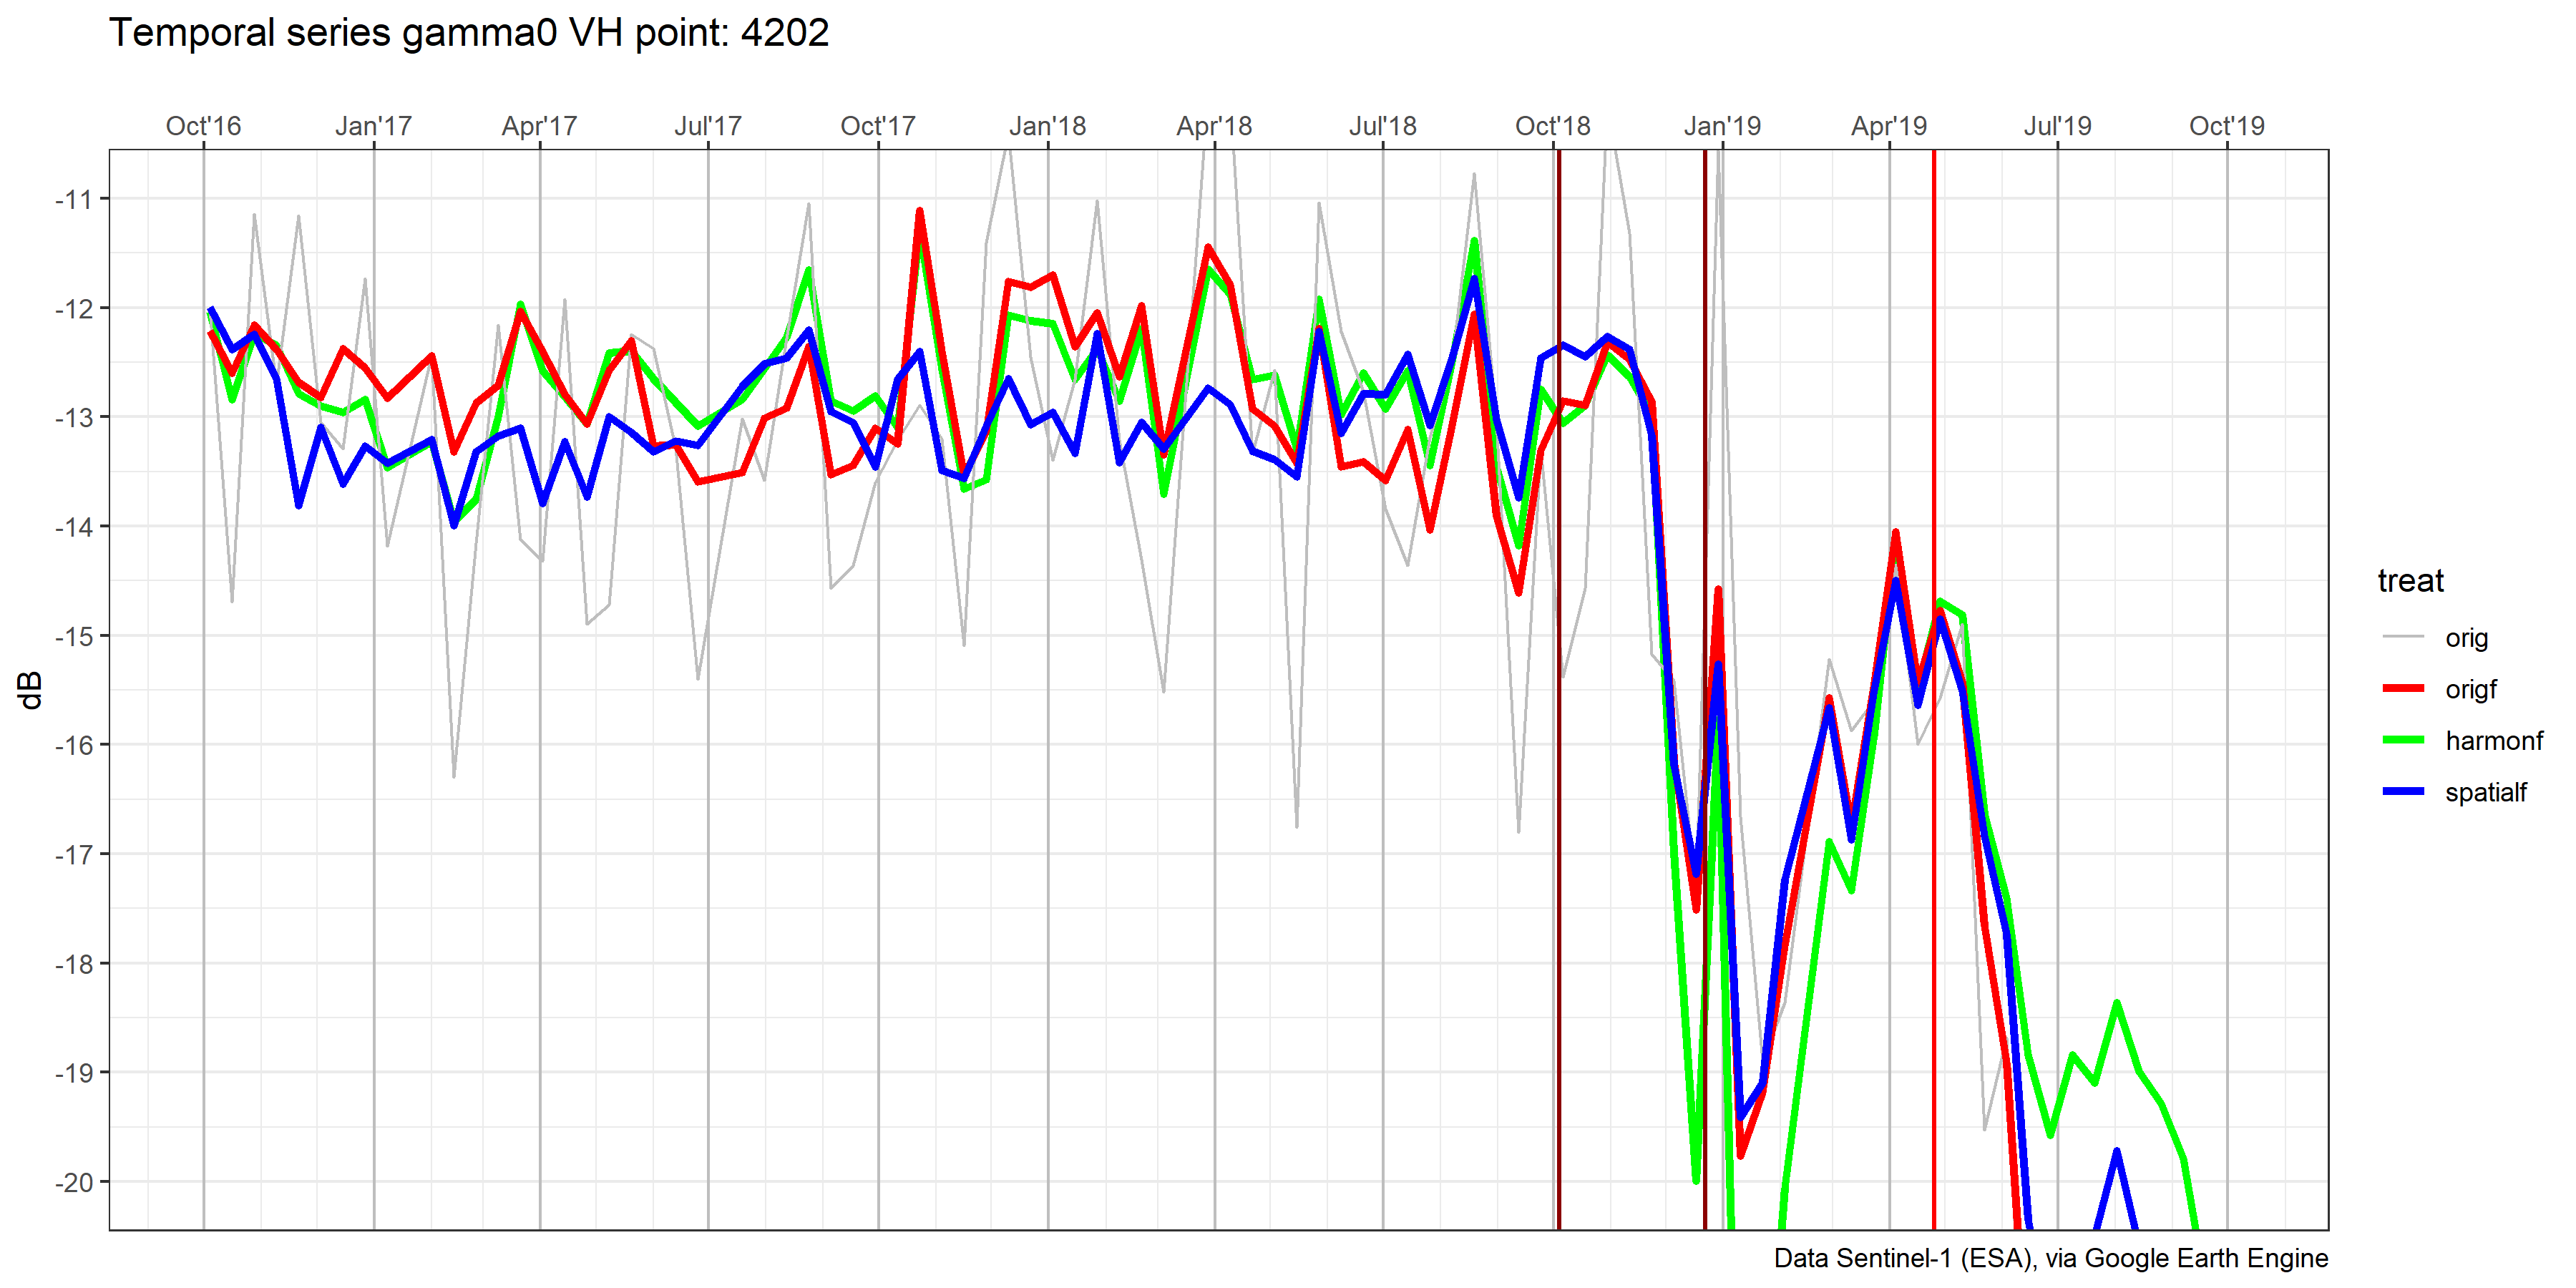 Temporal series gamma0 VH point: 4202
Oct'16 Jan'17 Apr'17 Jul'17 Oct'17 Jan'18 Apr'18 Jul'18 Oct'18 Jan'19 Apr'19 Jul'19 Oct'19
-11
-12
-13
-14
-15
-16
-17
-18
-19
-20
dB
treat
orig
origf
harmonf
spatialf
Data Sentinel-1 (ESA), via Google Earth Engine